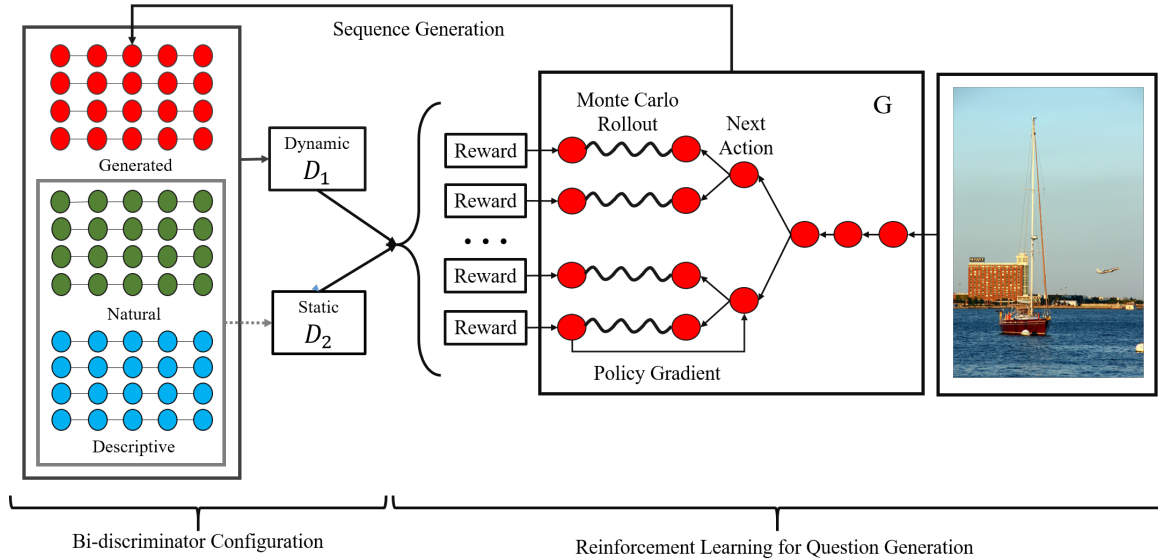 Sequence Generation
Generated
Natural
Descriptive
Dynamic
D₁
Static
D₂
Reward
Reward
• • •
Reward
Reward
G
Monte Carlo
Rollout
Next
Action
Policy Gradient
Bi-discriminator Configuration
Reinforcement Learning for Question Generation